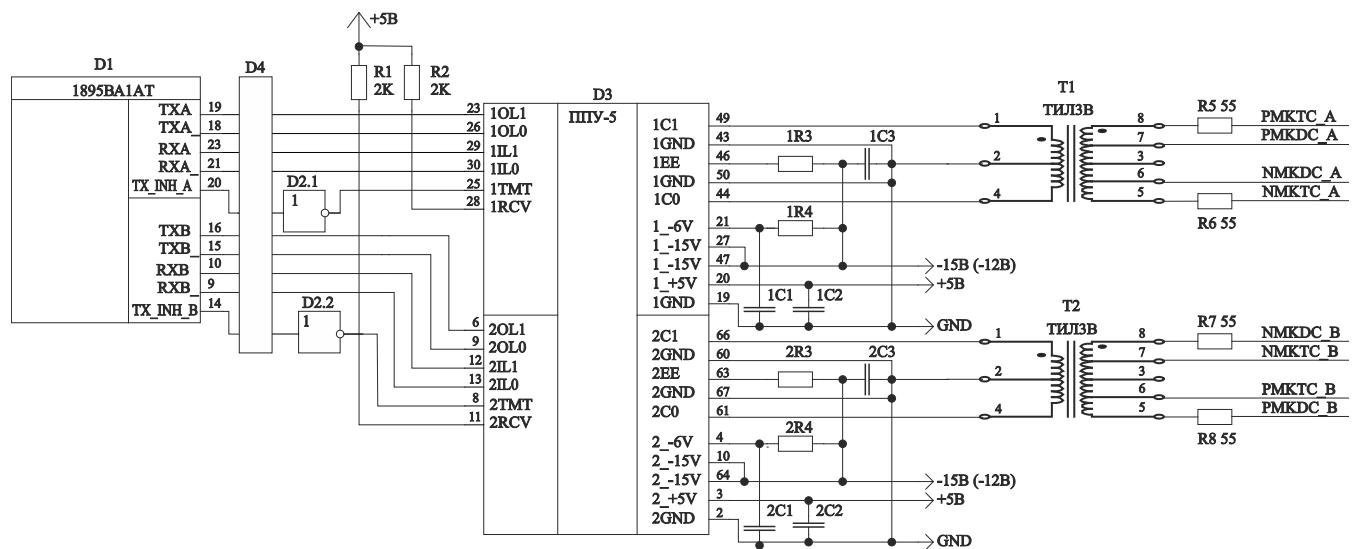 +5В
D1
1895ВА1АТ
TXA 19
TXA_ 18
RXA 23
RXA_ 21
TX_INH_A 20
TXB 16
TXB_ 15
RXB 10
RXB_ 9
TX_INH_B 14
D4
D2.1
1
D2.2
1
R1
2K
R2
2K
D3
ППУ-5
23 1OL1
26 1OL0
29 1IL1
30 1IL0
25 1TMT
28 1RCV
6 2OL1
9 2OL0
12 2IL1
13 2IL0
8 2TMT
11 2RCV
1C1 49
1GND 43
1EE 46
1GND 50
1C0 44
1_-6V 21
1_-15V 27
1_-15V 47
1_+5V 20
1GND 19
2C1 66
2GND 60
2EE 63
2GND 67
2C0 61
2_-6V 4
2_-15V 10
2_-15V 64
2_+5V 3
2GND 2
1R3
1C3
1R4
1C1
1C2
-15В (-12В)
+5В
GND
2R3
2C3
2R4
2C1
2C2
-15В (-12В)
+5В
GND
T1
ТИЛ3В
1
2
4
8
7
3
6
5
R5 55
R6 55
PMKTC_A
PMKDC_A
NMKDC_A
NMKTC_A
T2
ТИЛ3В
1
2
4
8
7
3
6
5
R7 55
R8 55
NMKDC_B
NMKTC_B
PMKTC_B
PMKDC_B